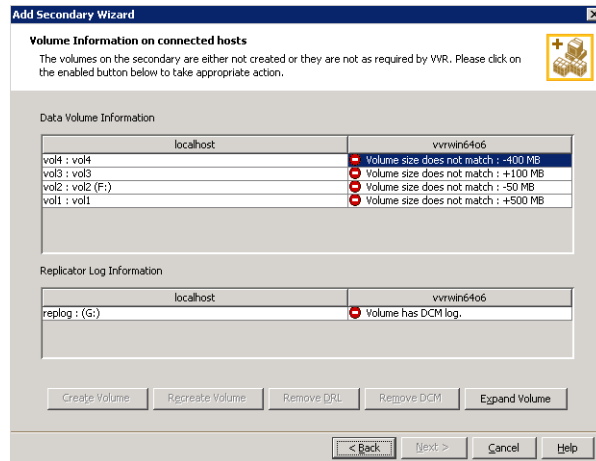 Add Secondary Wizard
Volume Information on connected hosts
The volumes on the secondary are either not created or they are not as required by VVR. Please click on
the enabled button below to take appropriate action.
Data Volume Information
localhost vvrwin64o6
vol4 : vol4 Volume size does not match : -400 MB
vol3 : vol3 Volume size does not match : +100 MB
vol2 : vol2 (F:) Volume size does not match : -50 MB
vol1 : vol1 Volume size does not match : +500 MB
Replicator Log Information
localhost vvrwin64o6
replog : (G:) Volume has DCM log.
Create Volume Recreate Volume Remove DRL Remove DCM Expand Volume
< Back Next > Cancel Help